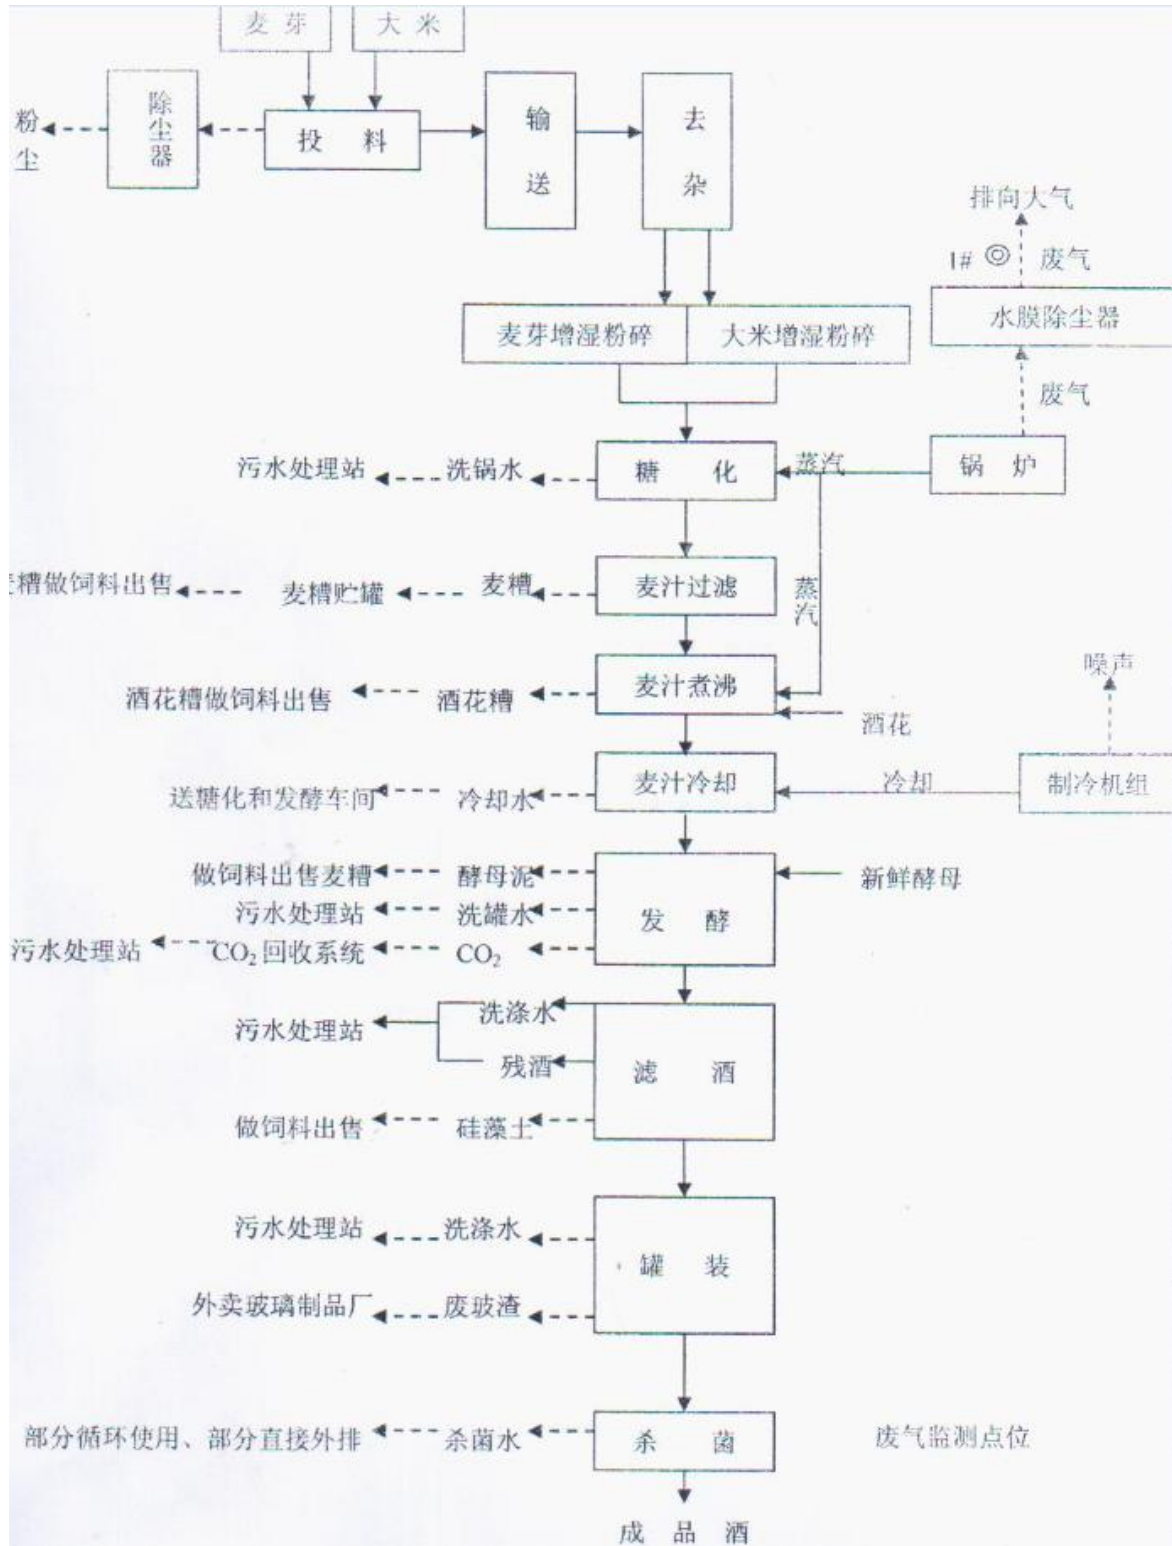 麦 芽
大 米
除尘器
粉尘
投 料
输送
去杂
排向大气
1# ◎
废气
水膜除尘器
麦芽增湿粉碎
大米增湿粉碎
废气
污水处理站
洗锅水
糖 化
蒸汽
锅 炉
糟做饲料出售
麦糟贮罐
麦糟
麦汁过滤
蒸汽
噪声
酒花糟做饲料出售
酒花糟
麦汁煮沸
酒花
送糖化和发酵车间
冷却水
麦汁冷却
冷却
制冷机组
做饲料出售麦糟
酵母泥
新鲜酵母
污水处理站
洗罐水
发 酵
污水处理站
CO₂回收系统
CO₂
污水处理站
洗涤水
残酒
滤 酒
做饲料出售
硅藻土
污水处理站
洗涤水
罐 装
外卖玻璃制品厂
废玻渣
部分循环使用、部分直接外排
杀菌水
杀 菌
废气监测点位
成 品 酒